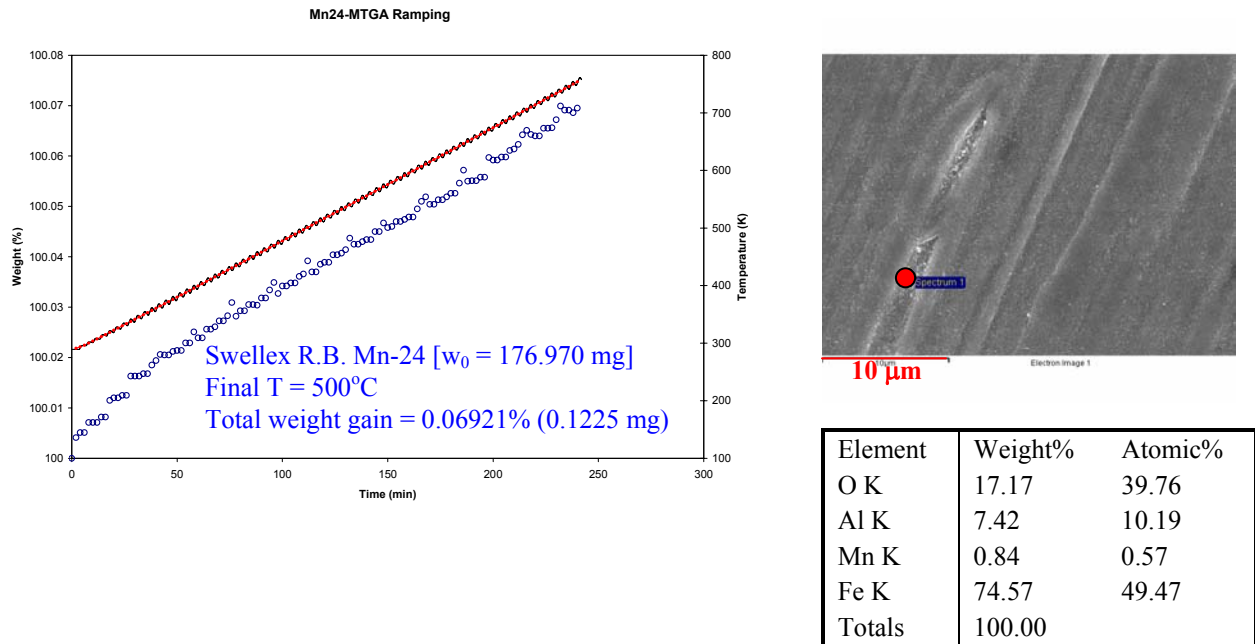 Mn24-MTGA Ramping
100.08
100.07
100.06
100.05
100.04
100.03
100.02
100.01
100
Weight (%)
800
700
600
500
400
300
200
100
Temperature (K)
0
50
100
150
200
250
300
Time (min)
Swellex R.B. Mn-24 [w₀ = 176.970 mg]
Final T = 500°C
Total weight gain = 0.06921% (0.1225 mg)
Spectrum 1
10µm
Electron Image 1
10 µm
Element Weight% Atomic%
O K 17.17 39.76
Al K 7.42 10.19
Mn K 0.84 0.57
Fe K 74.57 49.47
Totals 100.00